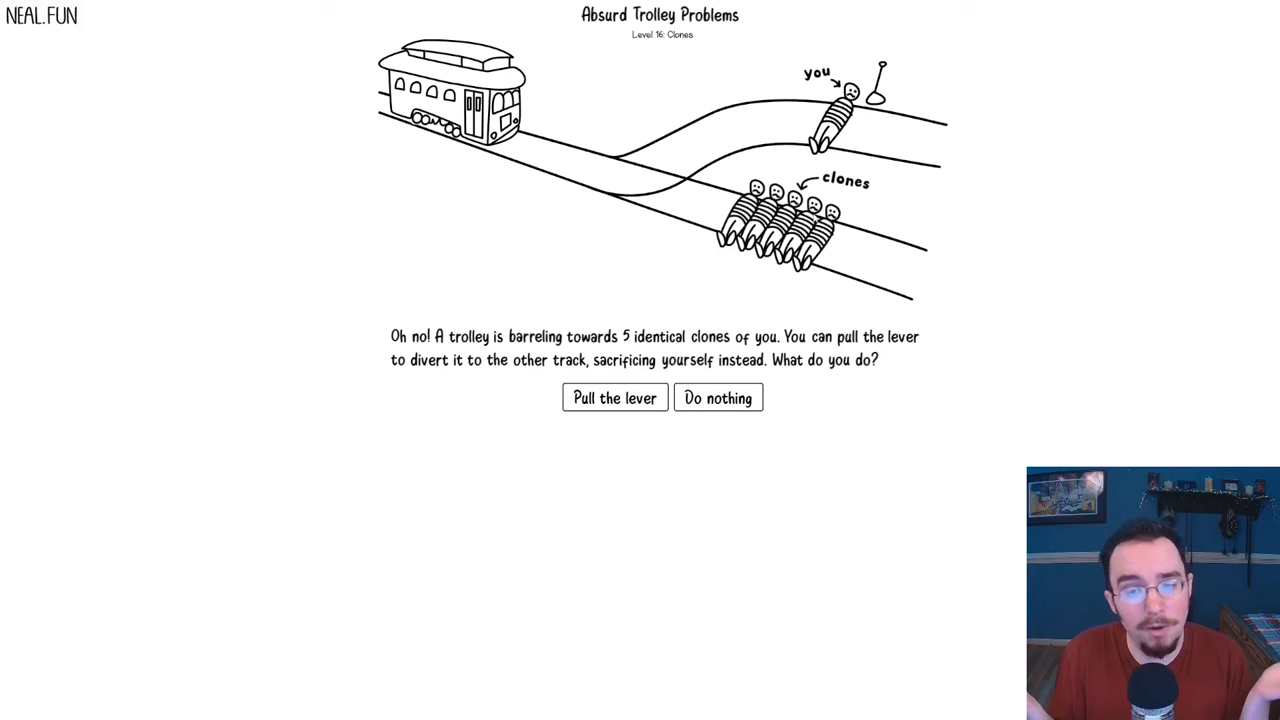 NEAL.FUN
Absurd Trolley Problems
Level 16: Clones
you
clones
Oh no! A trolley is barreling towards 5 identical clones of you. You can pull the lever
to divert it to the other track, sacrificing yourself instead. What do you do?
Pull the lever
Do nothing